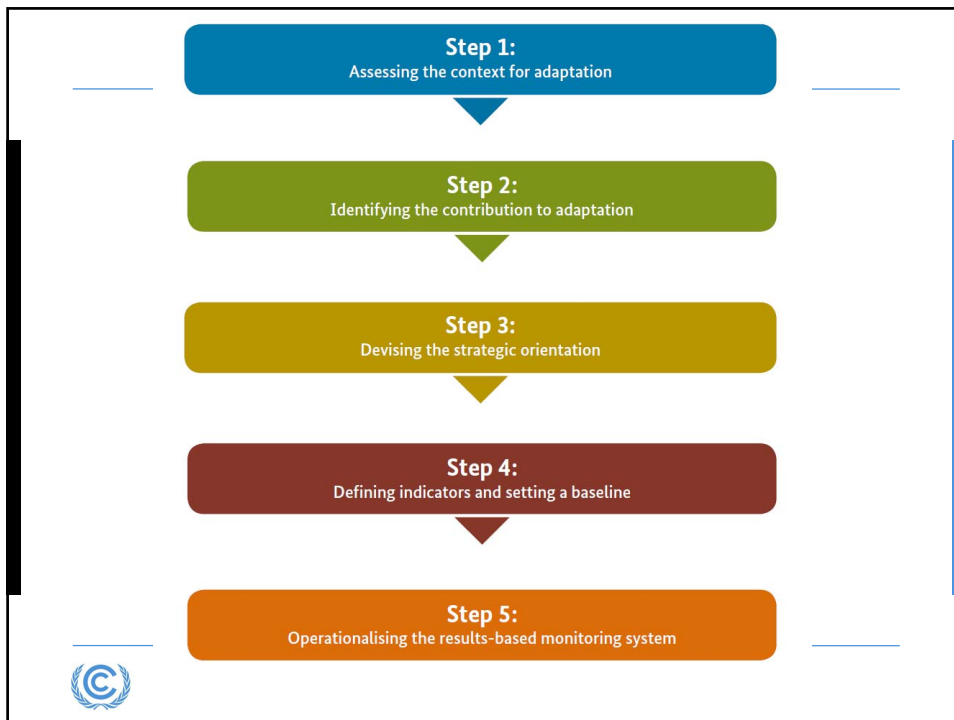 Step 1:
Assessing the context for adaptation
Step 2:
Identifying the contribution to adaptation
Step 3:
Devising the strategic orientation
Step 4:
Defining indicators and setting a baseline
Step 5:
Operationalising the results-based monitoring system